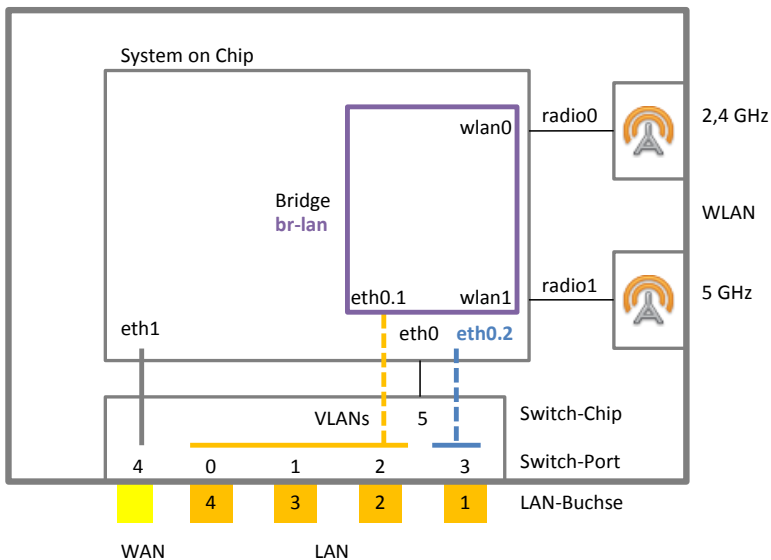 System on Chip
wlan0
radio0
2,4 GHz
Bridge
br-lan
WLAN
eth0.1
wlan1
radio1
5 GHz
eth1
eth0
eth0.2
VLANs
5
Switch-Chip
4 0 1 2 3
Switch-Port
4 3 2 1
LAN-Buchse
WAN
LAN